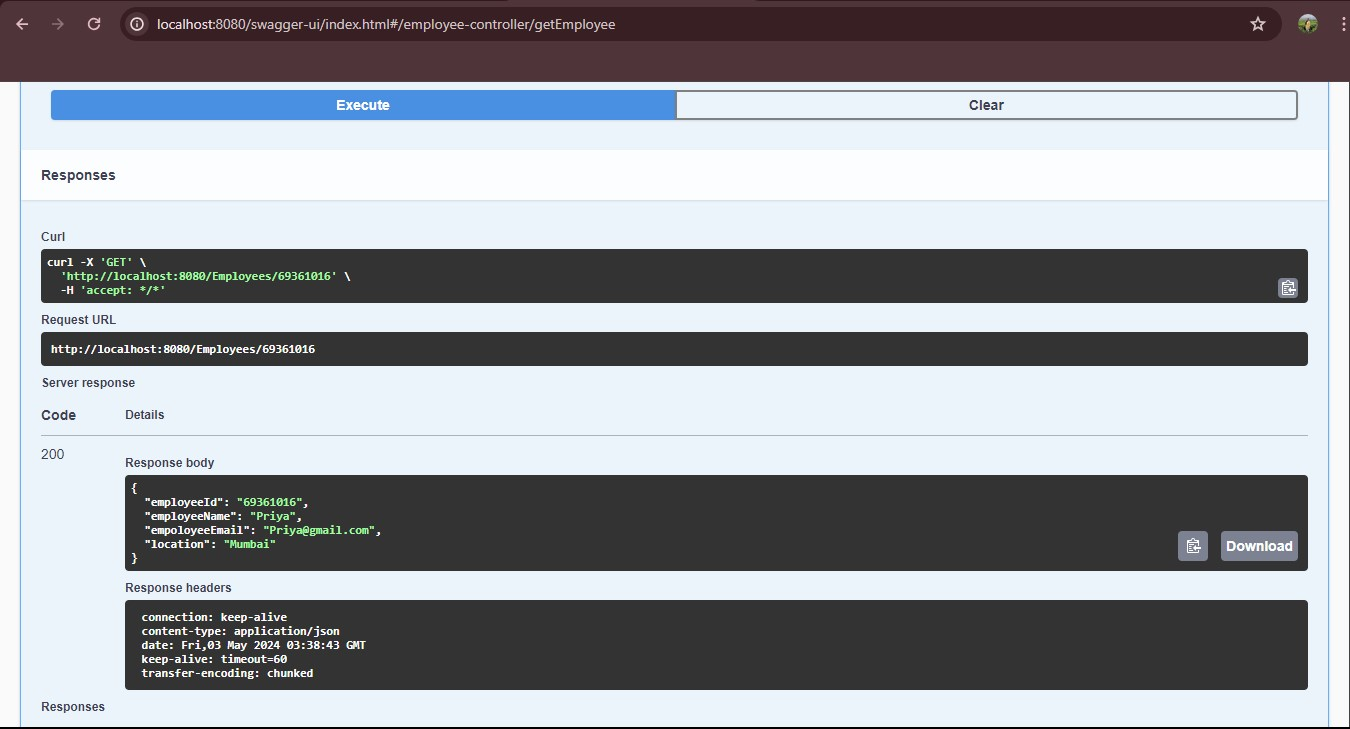 localhost:8080/swagger-ui/index.html#/employee-controller/getEmployee
Execute
Clear
Responses
Curl
curl -X 'GET' \
'http://localhost:8080/Employees/69361016' \
-H 'accept: */*'
Request URL
http://localhost:8080/Employees/69361016
Server response
Code Details
200
Response body
{
"employeeId": "69361016",
"employeeName": "Priya",
"empoloyeeEmail": "Priya@gmail.com",
"location": "Mumbai"
}
Download
Response headers
connection: keep-alive
content-type: application/json
date: Fri,03 May 2024 03:38:43 GMT
keep-alive: timeout=60
transfer-encoding: chunked
Responses